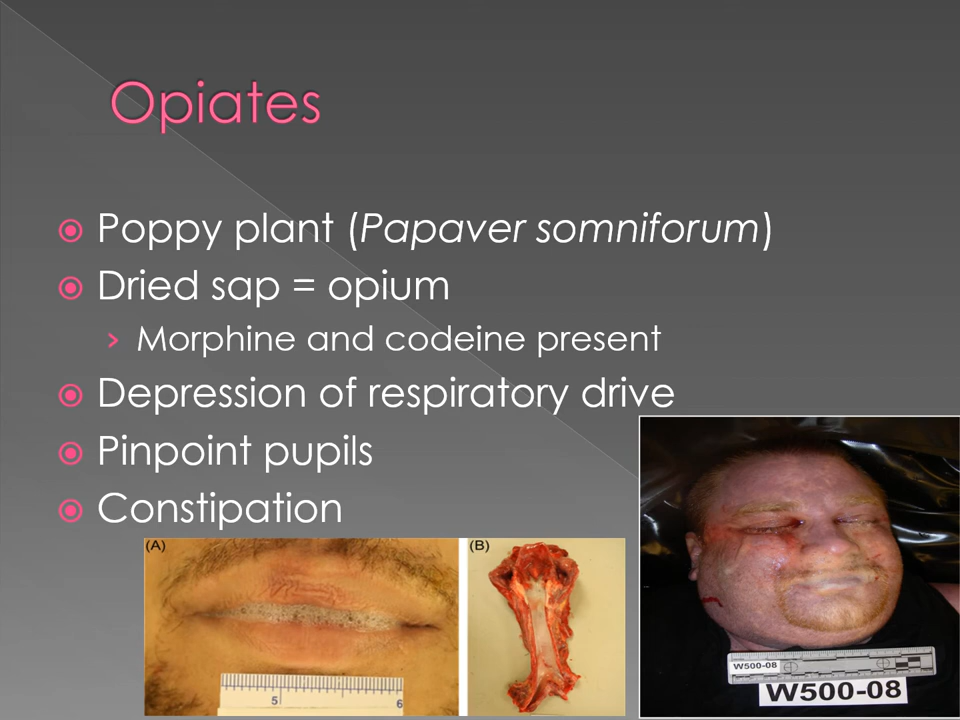 Opiates
Poppy plant (Papaver somniforum)
Dried sap = opium
Morphine and codeine present
Depression of respiratory drive
Pinpoint pupils
Constipation
(A)
(B)
5
6
W500-08
W500-08